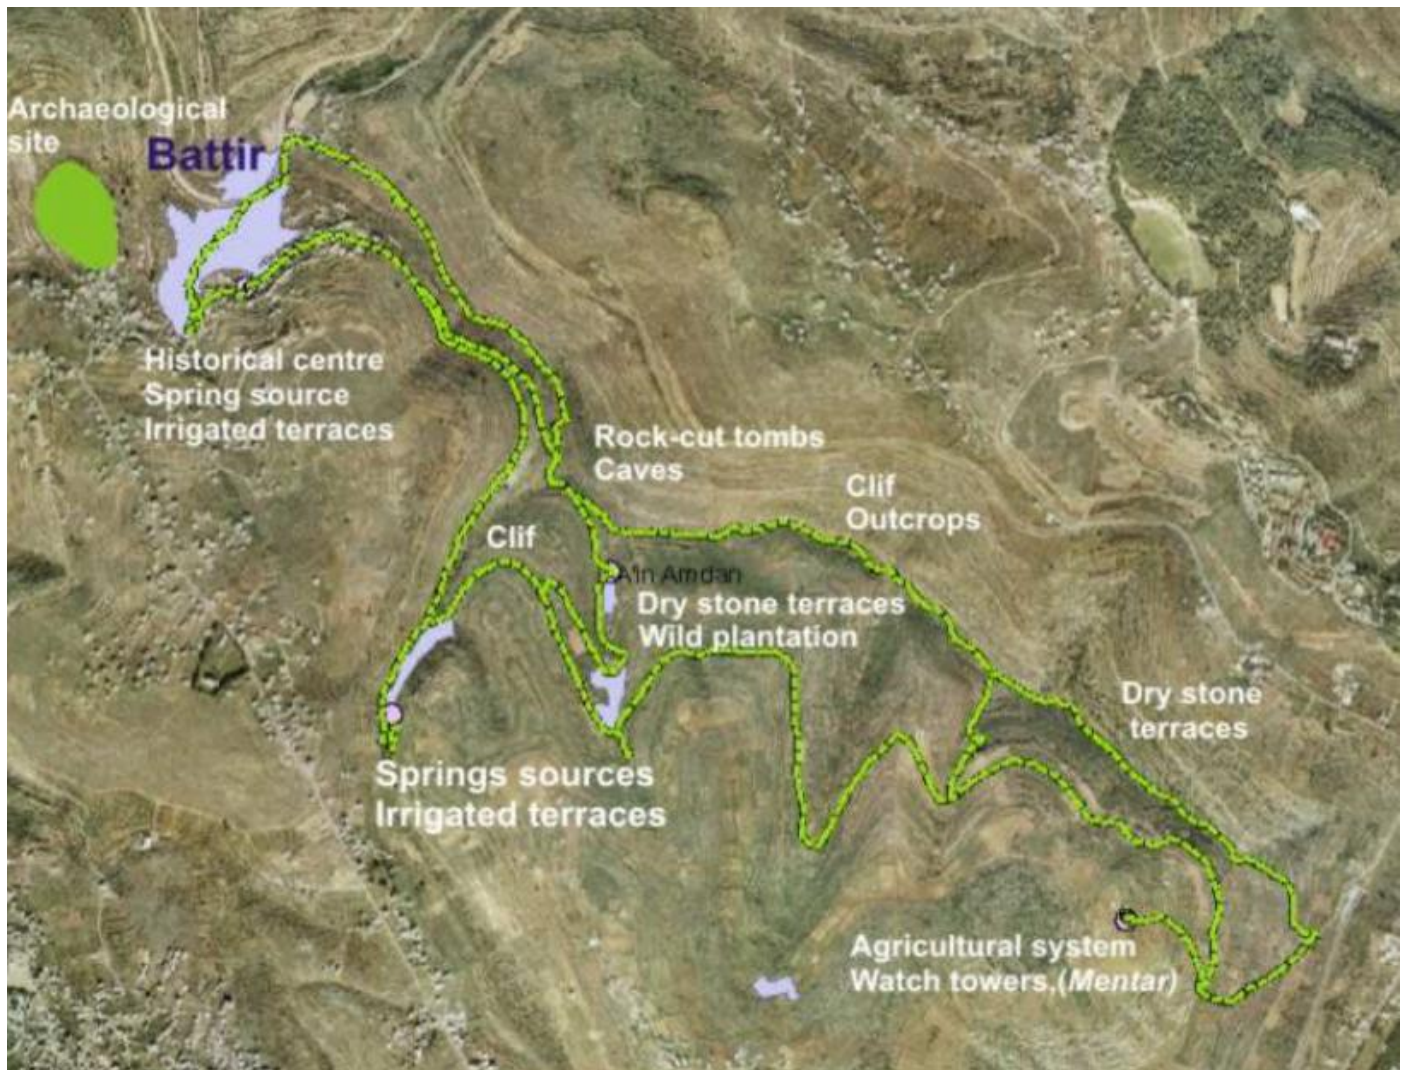 Archaeological
site
Battir
Historical centre
Spring source
Irrigated terraces
Rock-cut tombs
Caves
Clif
Outcrops
Clif
A'in Amdan
Dry stone terraces
Wild plantation
Dry stone
terraces
Springs sources
Irrigated terraces
Agricultural system
Watch towers.(Mentar)